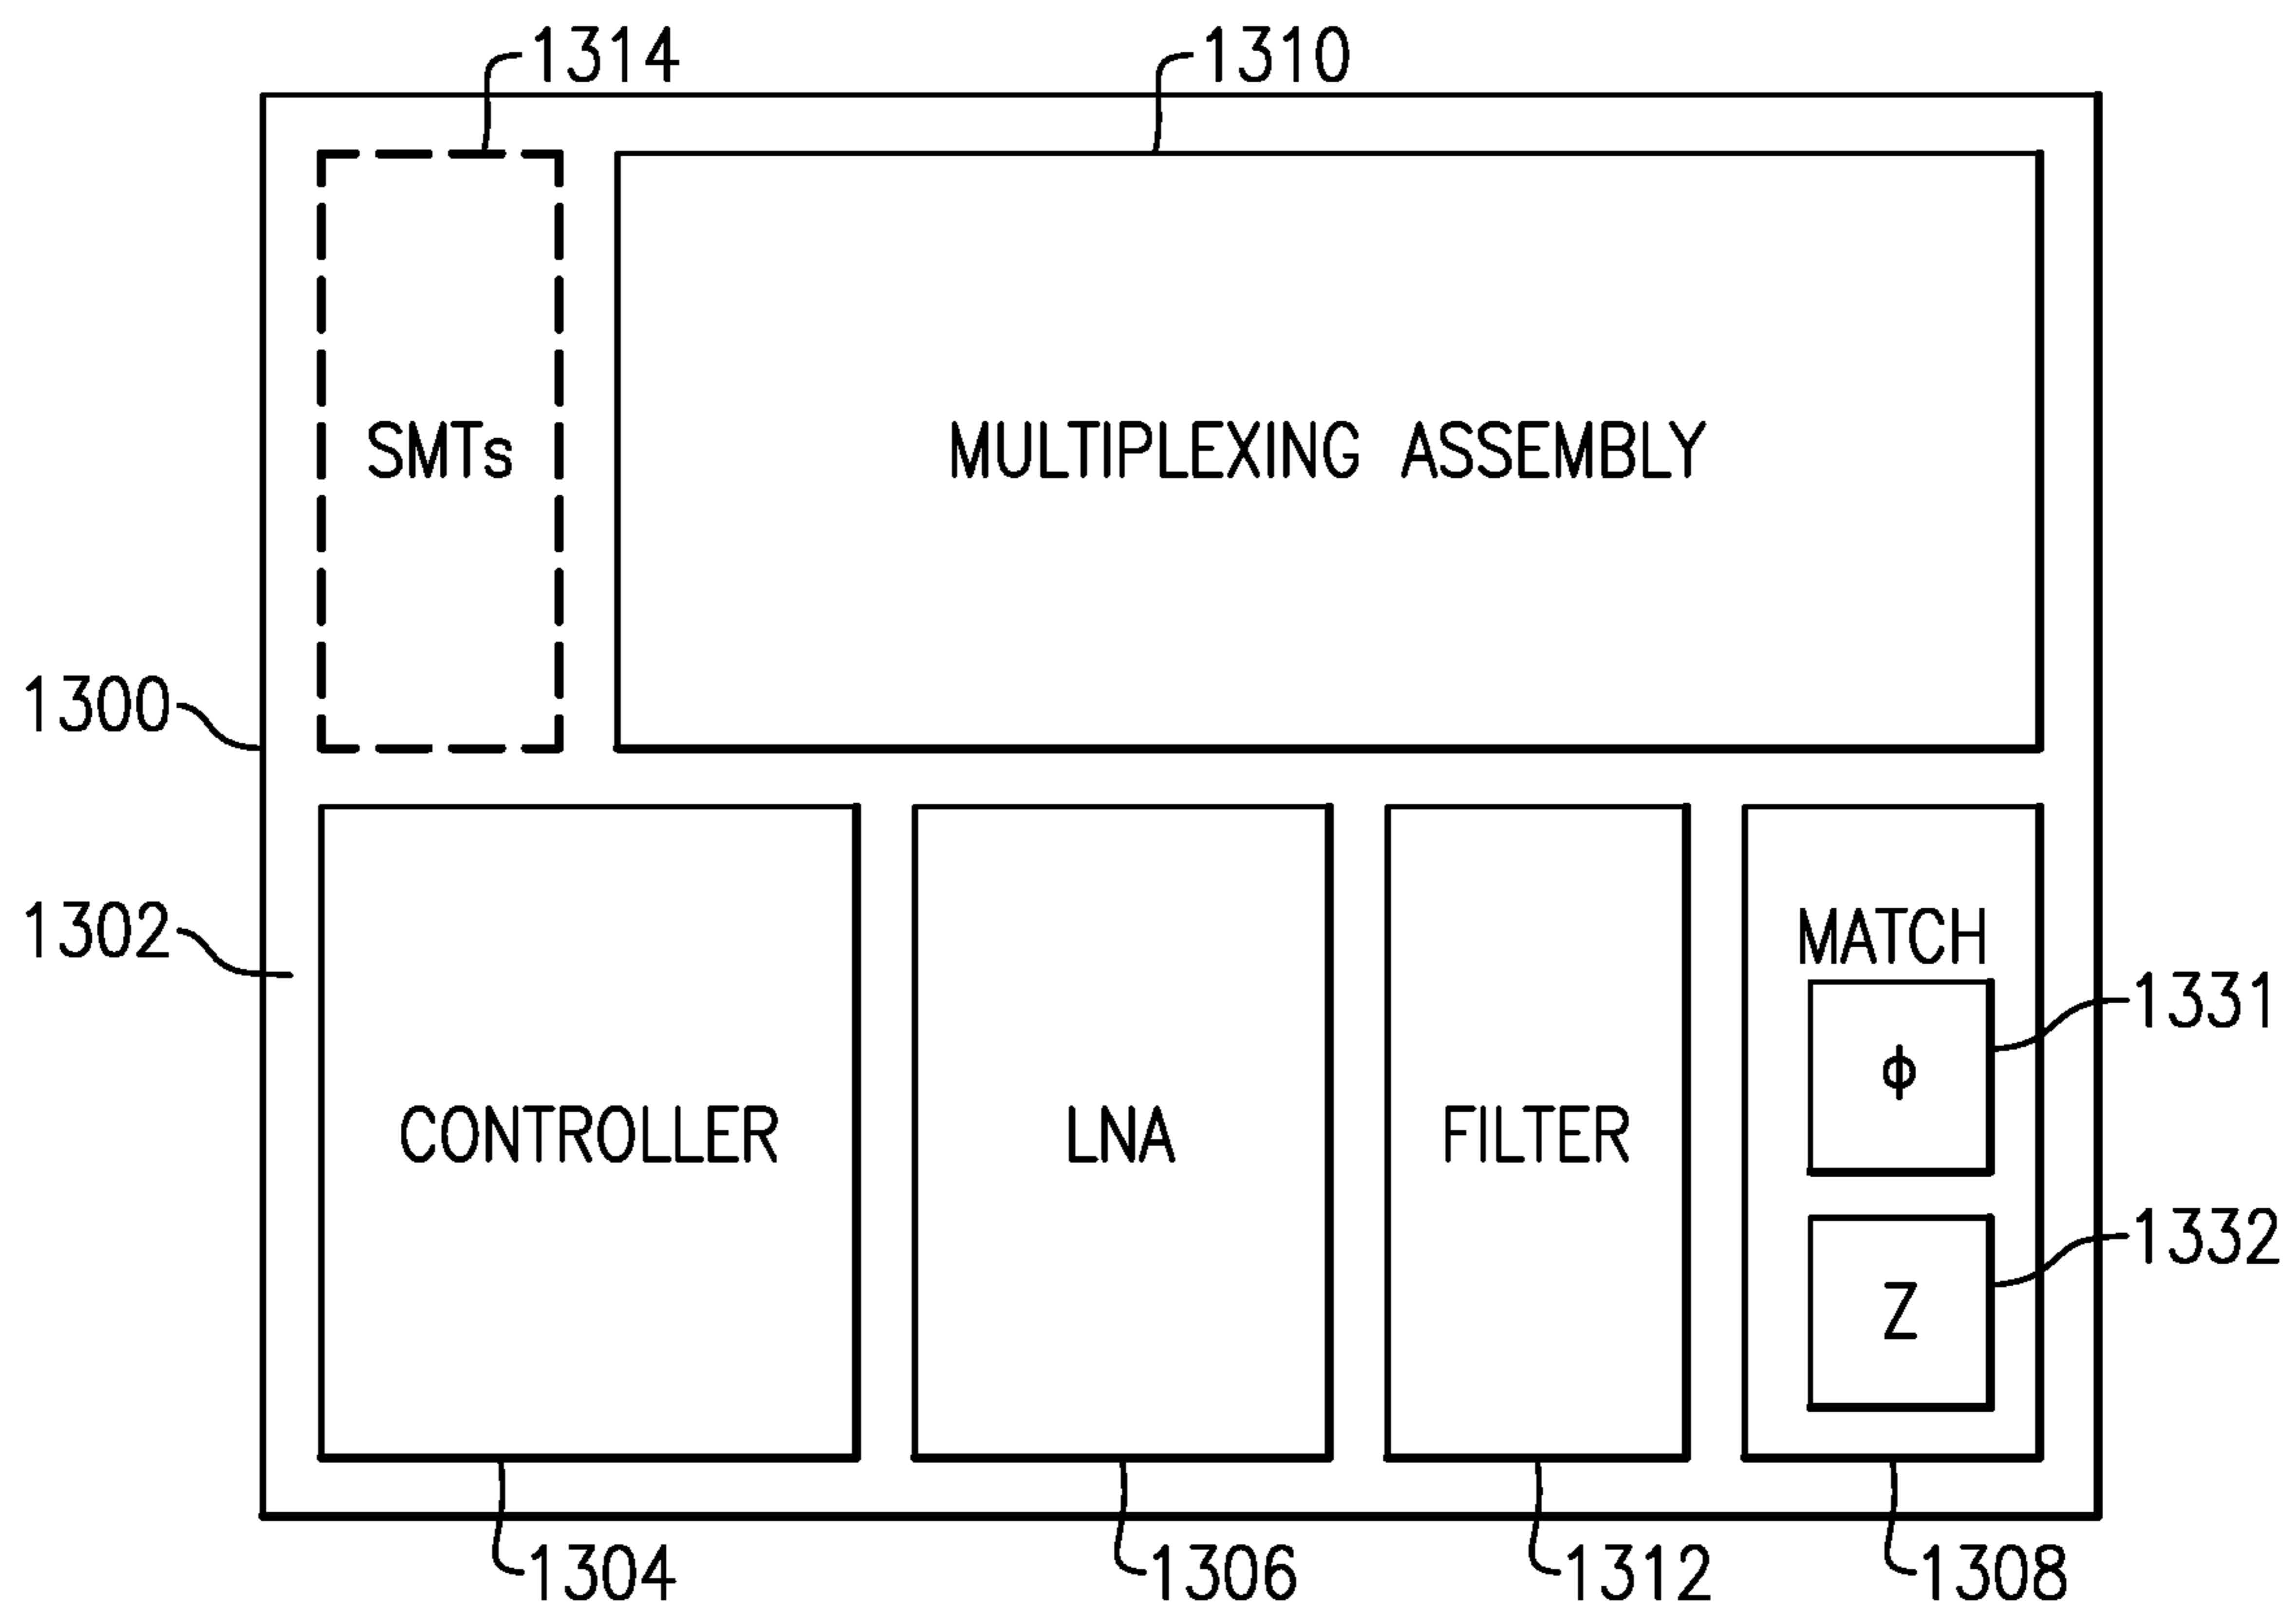 1314
1310
SMTs
MULTIPLEXING ASSEMBLY
1300
1302
MATCH
1331
ϕ
CONTROLLER
LNA
FILTER
1332
Z
1304
1306
1312
1308